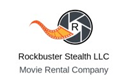 Rockbuster Stealth LLC
Movie Rental Company